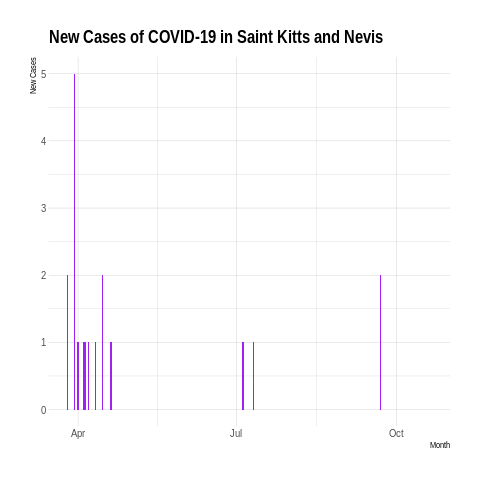 New Cases of COVID-19 in Saint Kitts and Nevis
New Cases
5
4
3
2
1
0
Apr
Jul
Oct
Month